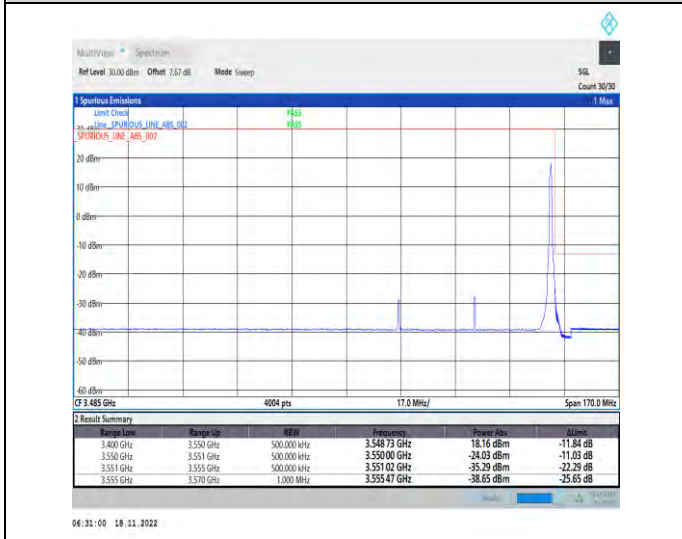 MultiView Spectrum
Ref Level 30.00 dBm Offset 7.67 dB Mode Sweep SGL
Count 30/30
1 Spurious Emissions 1 Max
Limit Check PASS
Line _SPURIOUS_LINE_ABS_002 PASS
_SPURIOUS_LINE_ABS_002
20 dBm
10 dBm
0 dBm
-10 dBm
-20 dBm
-30 dBm
-40 dBm
-50 dBm
-60 dBm
CF 3.485 GHz 4004 pts 17.0 MHz/ Span 170.0 MHz
2 Result Summary
Range Low Range Up RBW Frequency Power Abs ΔLimit
3.400 GHz 3.550 GHz 500.000 kHz 3.548 73 GHz 18.16 dBm -11.84 dB
3.550 GHz 3.551 GHz 500.000 kHz 3.550 00 GHz -24.03 dBm -11.03 dB
3.551 GHz 3.555 GHz 500.000 kHz 3.551 02 GHz -35.29 dBm -22.29 dB
3.555 GHz 3.570 GHz 1.000 MHz 3.555 47 GHz -38.65 dBm -25.65 dB
06:31:00 18.11.2022